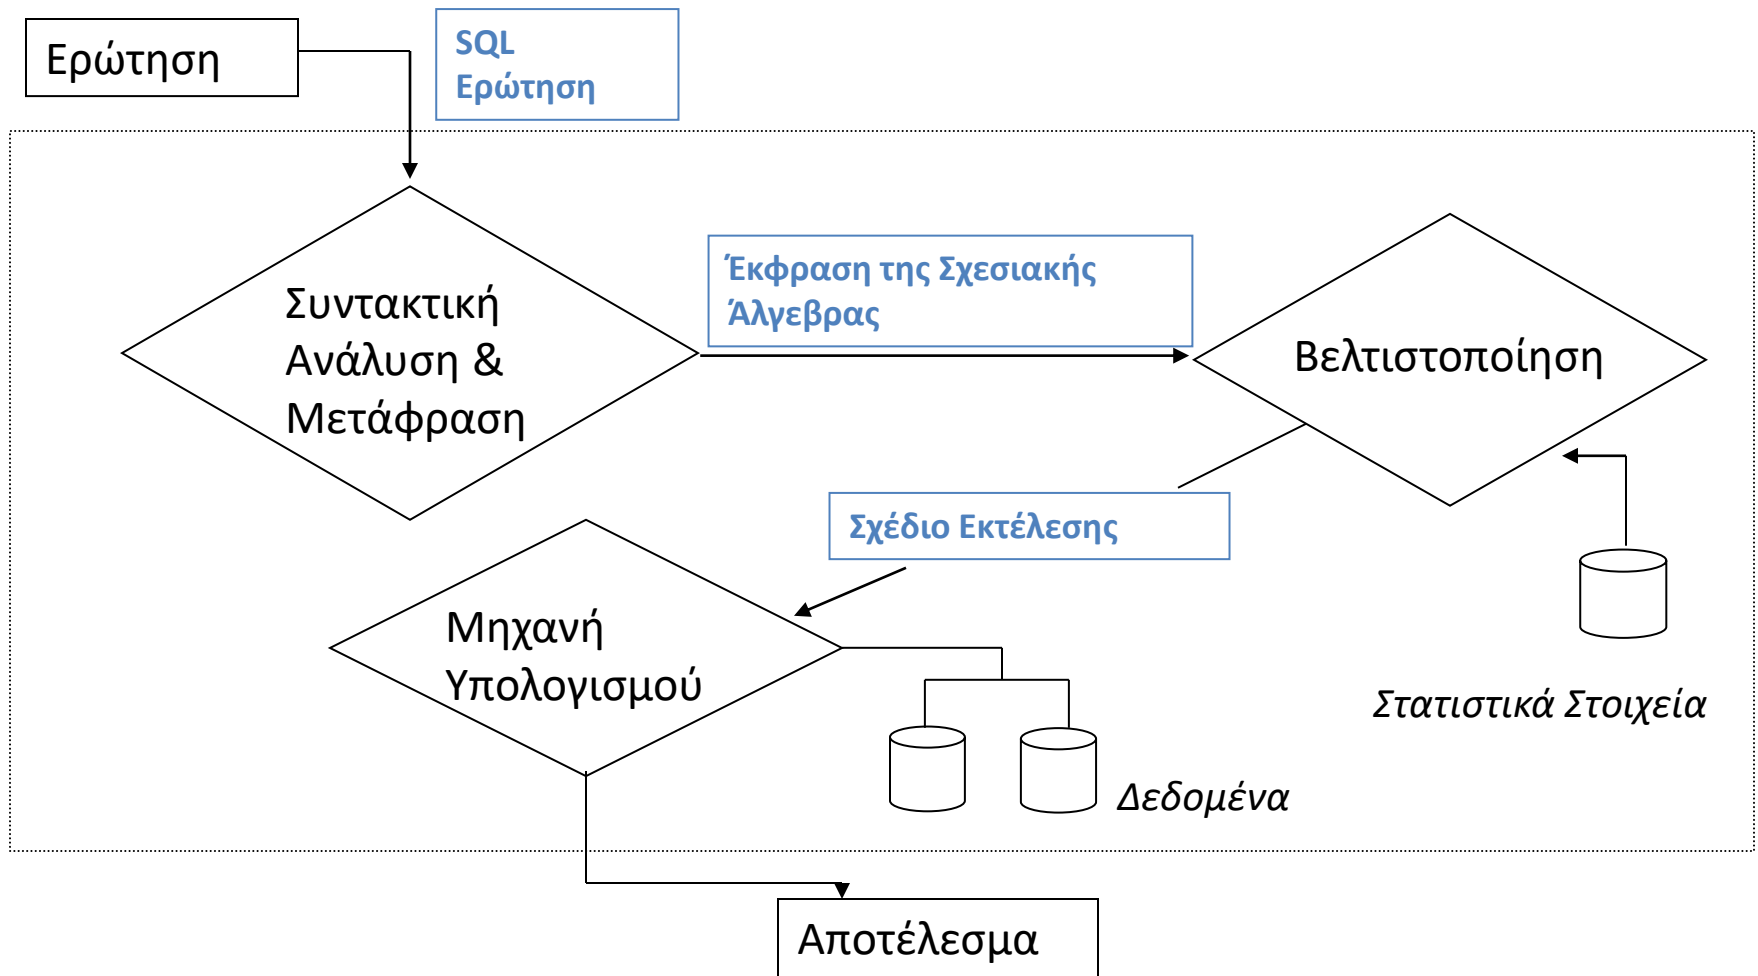 Ερώτηση
SQL
Ερώτηση
Συντακτική
Ανάλυση &
Μετάφραση
Έκφραση της Σχεσιακής
Άλγεβρας
Βελτιστοποίηση
Σχέδιο Εκτέλεσης
Μηχανή
Υπολογισμού
Στατιστικά Στοιχεία
Δεδομένα
Αποτέλεσμα